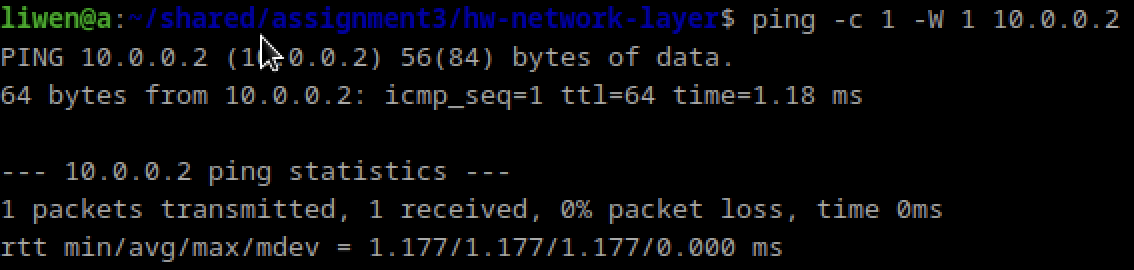 liwen@a:~/shared/assignment3/hw-network-layer$ ping -c 1 -W 1 10.0.0.2
PING 10.0.0.2 (10.0.0.2) 56(84) bytes of data.
64 bytes from 10.0.0.2: icmp_seq=1 ttl=64 time=1.18 ms
--- 10.0.0.2 ping statistics ---
1 packets transmitted, 1 received, 0% packet loss, time 0ms
rtt min/avg/max/mdev = 1.177/1.177/1.177/0.000 ms